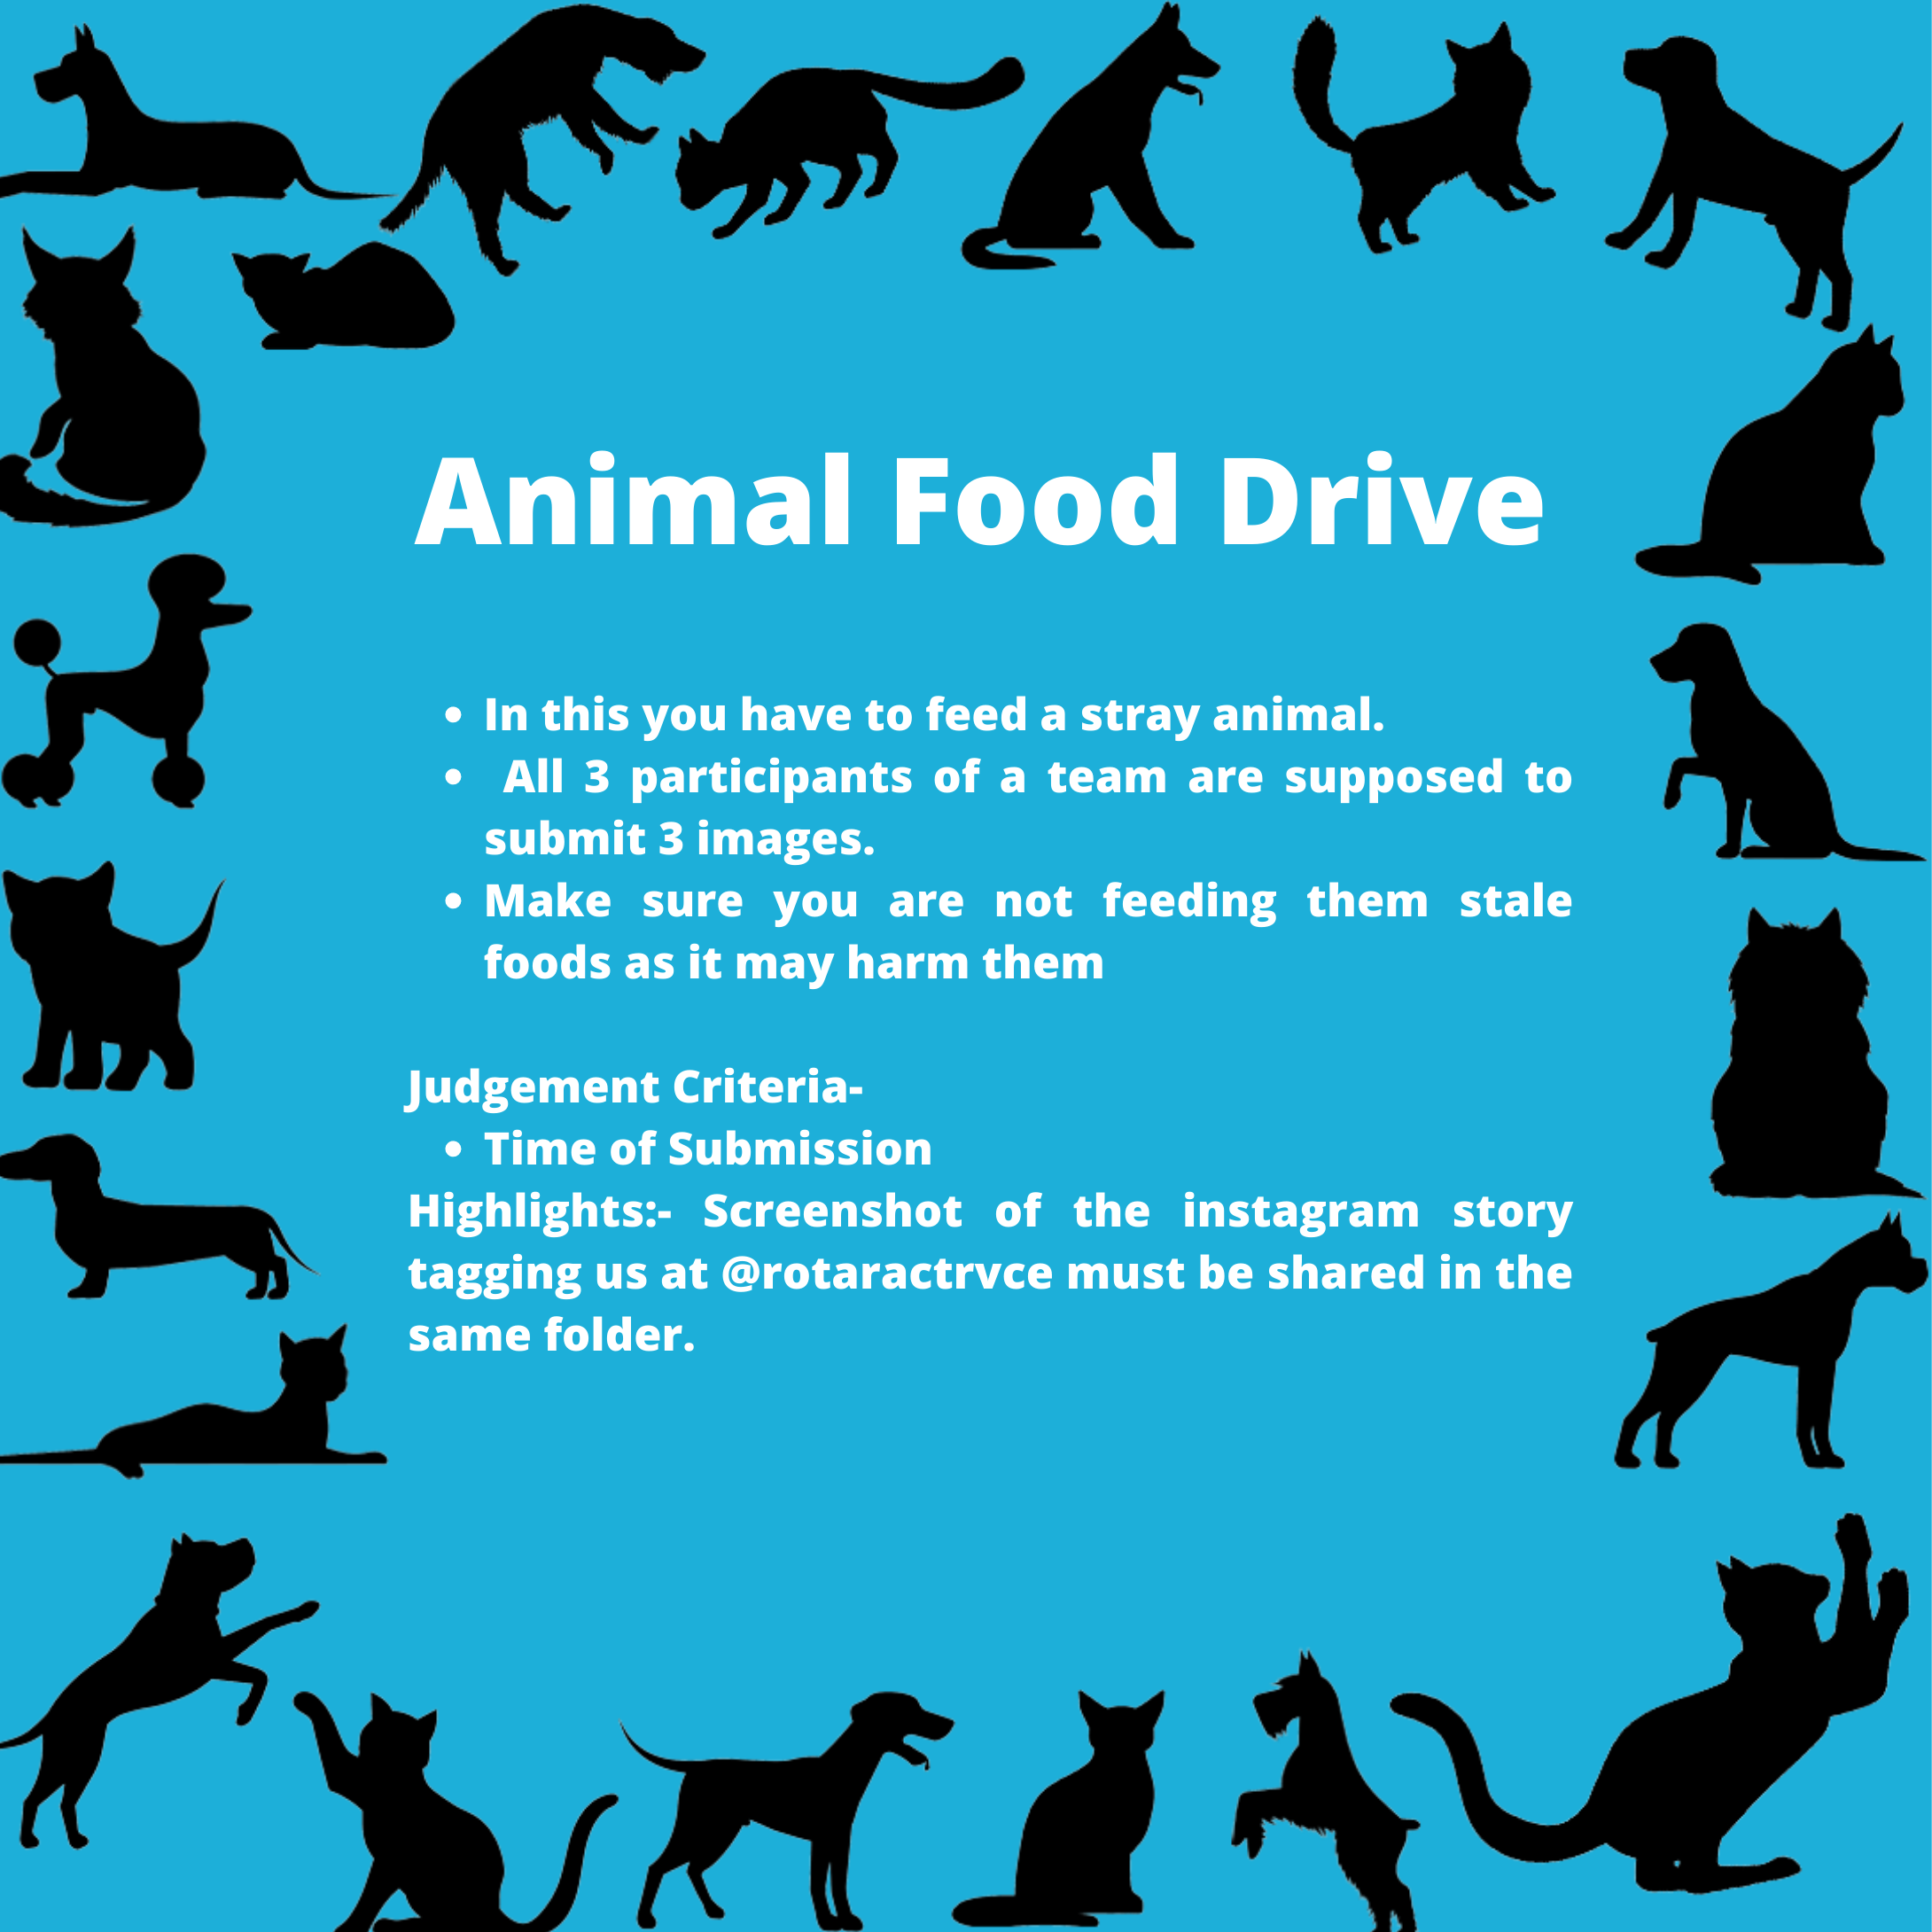 Animal Food Drive
• In this you have to feed a stray animal.
• All 3 participants of a team are supposed to
submit 3 images.
• Make sure you are not feeding them stale
foods as it may harm them
Judgement Criteria-
• Time of Submission
Highlights:- Screenshot of the instagram story
tagging us at @rotaractrvce must be shared in the
same folder.